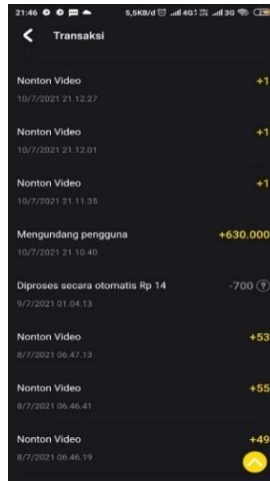 21:46 5,5KB/d 4G 3G
Transaksi
Nonton Video +1
10/7/2021 21.12.27
Nonton Video +1
10/7/2021 21.12.01
Nonton Video +1
10/7/2021 21.11.35
Mengundang pengguna +630.000
10/7/2021 21.10.40
Diproses secara otomatis Rp 14 -700 ?
9/7/2021 01.04.13
Nonton Video +53
8/7/2021 06.47.13
Nonton Video +55
8/7/2021 06.46.41
Nonton Video +49
8/7/2021 06.46.19